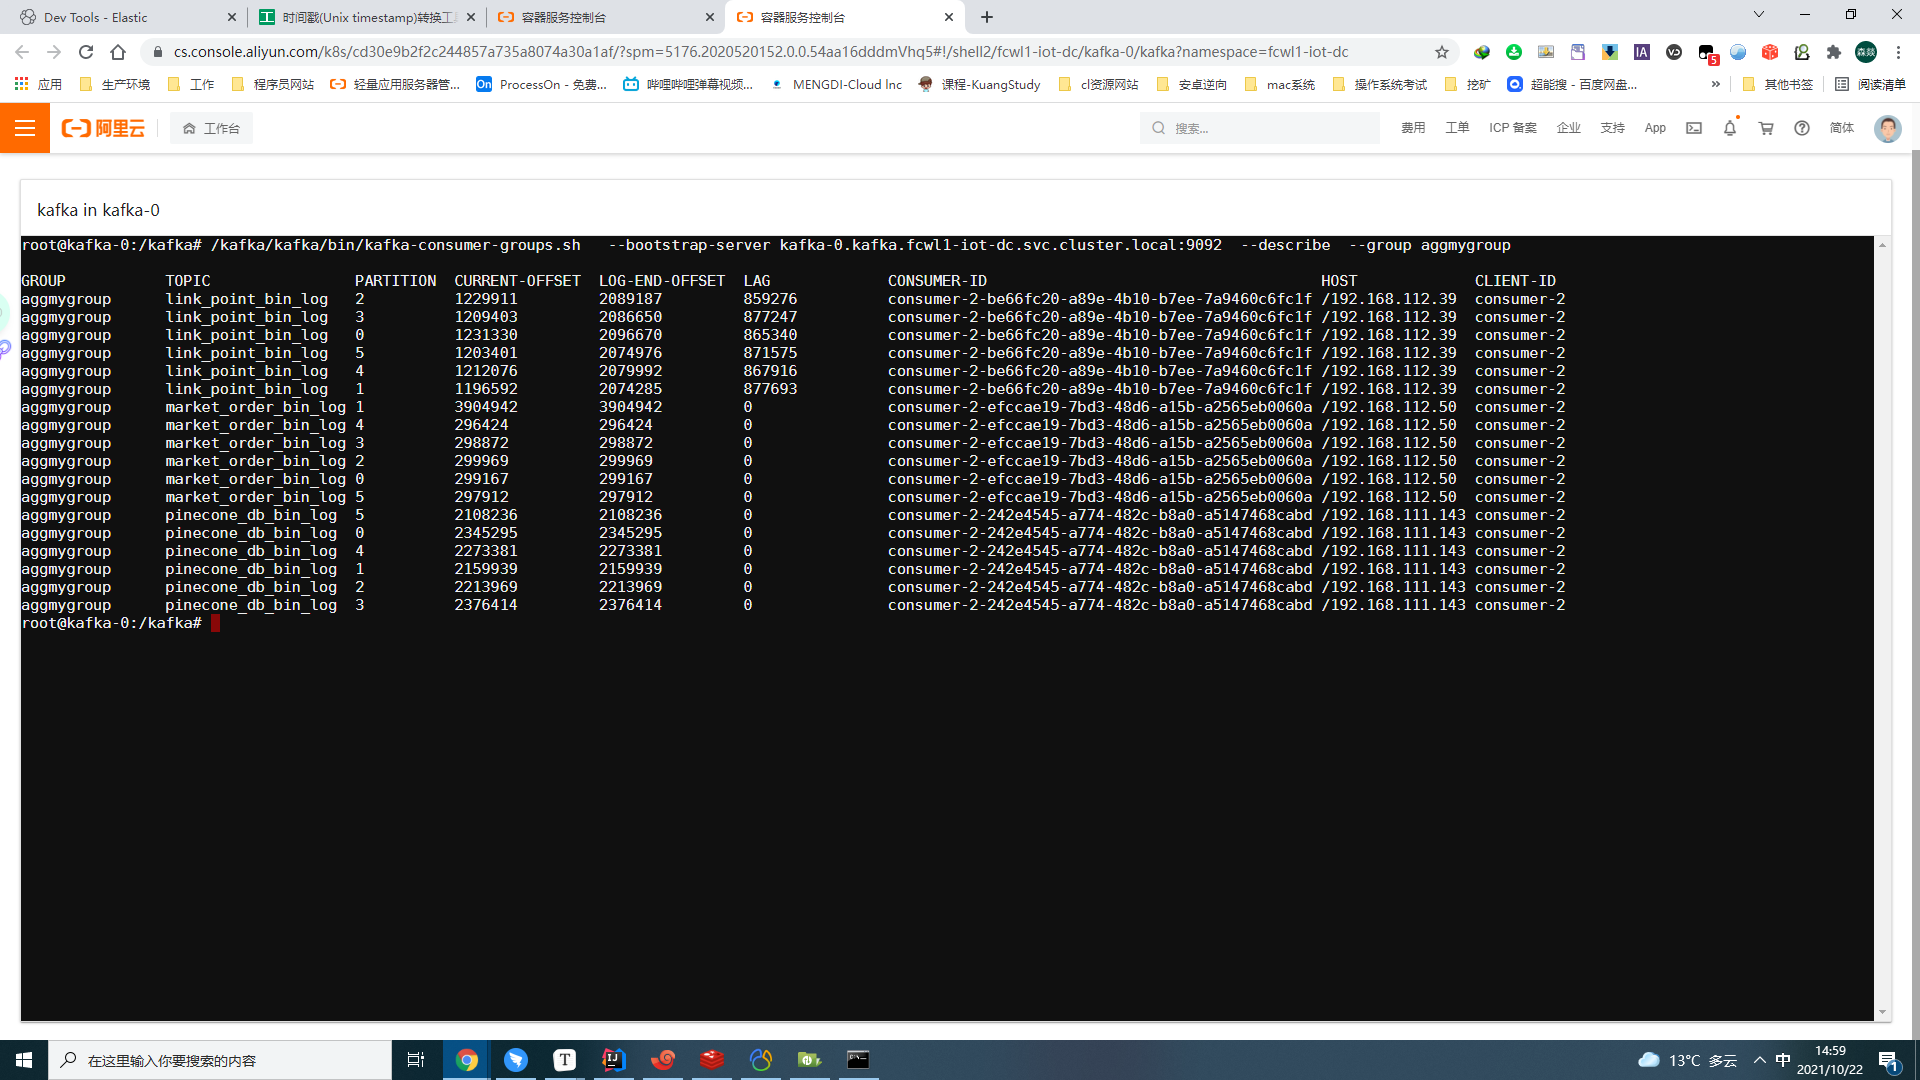 Dev Tools - Elastic
时间戳(Unix timestamp)转换工
容器服务控制台
容器服务控制台
cs.console.aliyun.com/k8s/cd30e9b2f2c244857a735a8074a30a1af/?spm=5176.2020520152.0.0.54aa16dddmVhq5#!/shell2/fcwl1-iot-dc/kafka-0/kafka?namespace=fcwl1-iot-dc
IA
5
森燚
应用
生产环境
工作
程序员网站
轻量应用服务器管...
On ProcessOn - 免费...
哔哩哔哩弹幕视频...
MENGDI-Cloud Inc
课程-KuangStudy
cl资源网站
安卓逆向
mac系统
操作系统考试
挖矿
超能搜 - 百度网盘...
»
其他书签
阅读清单
阿里云
工作台
搜索...
费用
工单
ICP 备案
企业
支持
App
简体
kafka in kafka-0
root@kafka-0:/kafka# /kafka/kafka/bin/kafka-consumer-groups.sh --bootstrap-server kafka-0.kafka.fcwl1-iot-dc.svc.cluster.local:9092 --describe --group aggmygroup
GROUP TOPIC PARTITION CURRENT-OFFSET LOG-END-OFFSET LAG CONSUMER-ID HOST CLIENT-ID
aggmygroup link_point_bin_log 2 1229911 2089187 859276 consumer-2-be66fc20-a89e-4b10-b7ee-7a9460c6fc1f /192.168.112.39 consumer-2
aggmygroup link_point_bin_log 3 1209403 2086650 877247 consumer-2-be66fc20-a89e-4b10-b7ee-7a9460c6fc1f /192.168.112.39 consumer-2
aggmygroup link_point_bin_log 0 1231330 2096670 865340 consumer-2-be66fc20-a89e-4b10-b7ee-7a9460c6fc1f /192.168.112.39 consumer-2
aggmygroup link_point_bin_log 5 1203401 2074976 871575 consumer-2-be66fc20-a89e-4b10-b7ee-7a9460c6fc1f /192.168.112.39 consumer-2
aggmygroup link_point_bin_log 4 1212076 2079992 867916 consumer-2-be66fc20-a89e-4b10-b7ee-7a9460c6fc1f /192.168.112.39 consumer-2
aggmygroup link_point_bin_log 1 1196592 2074285 877693 consumer-2-be66fc20-a89e-4b10-b7ee-7a9460c6fc1f /192.168.112.39 consumer-2
aggmygroup market_order_bin_log 1 3904942 3904942 0 consumer-2-efccae19-7bd3-48d6-a15b-a2565eb0060a /192.168.112.50 consumer-2
aggmygroup market_order_bin_log 4 296424 296424 0 consumer-2-efccae19-7bd3-48d6-a15b-a2565eb0060a /192.168.112.50 consumer-2
aggmygroup market_order_bin_log 3 298872 298872 0 consumer-2-efccae19-7bd3-48d6-a15b-a2565eb0060a /192.168.112.50 consumer-2
aggmygroup market_order_bin_log 2 299969 299969 0 consumer-2-efccae19-7bd3-48d6-a15b-a2565eb0060a /192.168.112.50 consumer-2
aggmygroup market_order_bin_log 0 299167 299167 0 consumer-2-efccae19-7bd3-48d6-a15b-a2565eb0060a /192.168.112.50 consumer-2
aggmygroup market_order_bin_log 5 297912 297912 0 consumer-2-efccae19-7bd3-48d6-a15b-a2565eb0060a /192.168.112.50 consumer-2
aggmygroup pinecone_db_bin_log 5 2108236 2108236 0 consumer-2-242e4545-a774-482c-b8a0-a5147468cabd /192.168.111.143 consumer-2
aggmygroup pinecone_db_bin_log 0 2345295 2345295 0 consumer-2-242e4545-a774-482c-b8a0-a5147468cabd /192.168.111.143 consumer-2
aggmygroup pinecone_db_bin_log 4 2273381 2273381 0 consumer-2-242e4545-a774-482c-b8a0-a5147468cabd /192.168.111.143 consumer-2
aggmygroup pinecone_db_bin_log 1 2159939 2159939 0 consumer-2-242e4545-a774-482c-b8a0-a5147468cabd /192.168.111.143 consumer-2
aggmygroup pinecone_db_bin_log 2 2213969 2213969 0 consumer-2-242e4545-a774-482c-b8a0-a5147468cabd /192.168.111.143 consumer-2
aggmygroup pinecone_db_bin_log 3 2376414 2376414 0 consumer-2-242e4545-a774-482c-b8a0-a5147468cabd /192.168.111.143 consumer-2
root@kafka-0:/kafka#
在这里输入你要搜索的内容
T
IJ
13°C 多云
中
14:59
2021/10/22
1